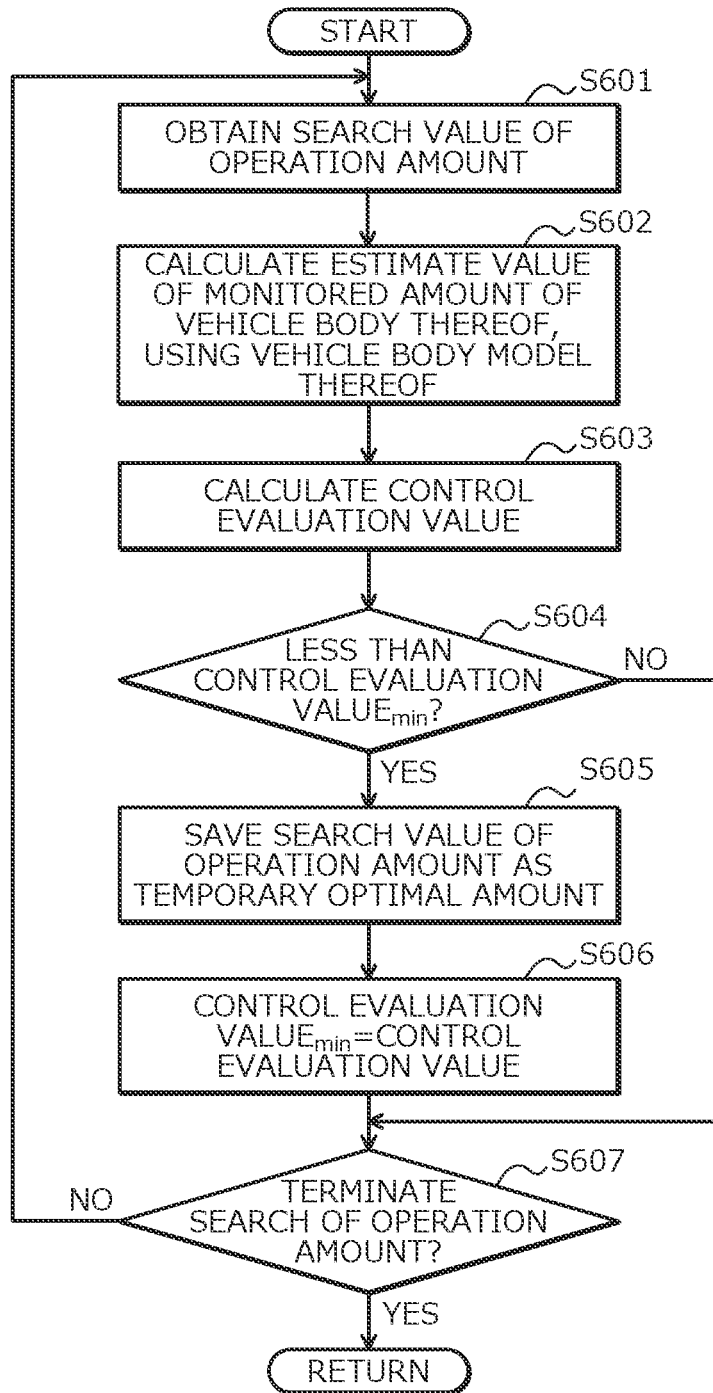 START
S601
OBTAIN SEARCH VALUE OF
OPERATION AMOUNT
S602
CALCULATE ESTIMATE VALUE
OF MONITORED AMOUNT OF
VEHICLE BODY THEREOF,
USING VEHICLE BODY MODEL
THEREOF
S603
CALCULATE CONTROL
EVALUATION VALUE
S604
LESS THAN
CONTROL EVALUATION
VALUEmin?
NO
YES
S605
SAVE SEARCH VALUE OF
OPERATION AMOUNT AS
TEMPORARY OPTIMAL AMOUNT
S606
CONTROL EVALUATION
VALUEmin=CONTROL
EVALUATION VALUE
S607
TERMINATE
SEARCH OF OPERATION
AMOUNT?
NO
YES
RETURN